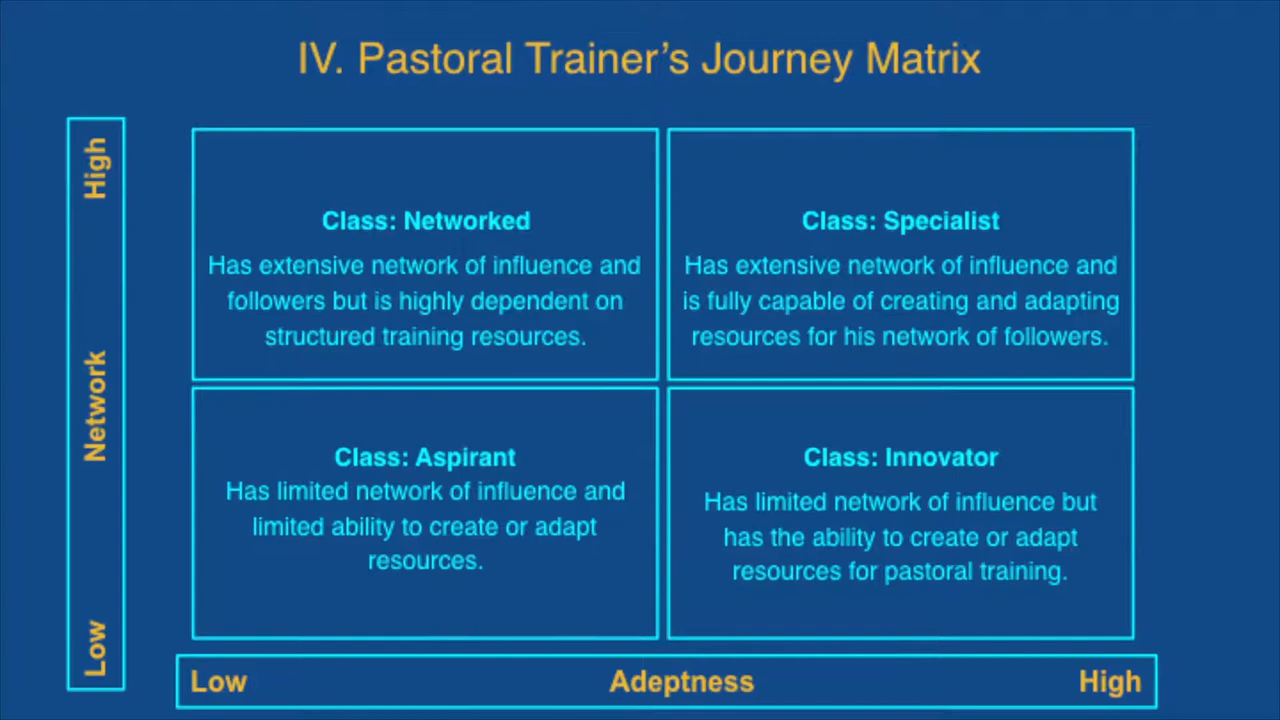 IV. Pastoral Trainer’s Journey Matrix
High
Network
Low
Class: Networked
Has extensive network of influence and
followers but is highly dependent on
structured training resources.
Class: Specialist
Has extensive network of influence and
is fully capable of creating and adapting
resources for his network of followers.
Class: Aspirant
Has limited network of influence and
limited ability to create or adapt
resources.
Class: Innovator
Has limited network of influence but
has the ability to create or adapt
resources for pastoral training.
Low Adeptness High